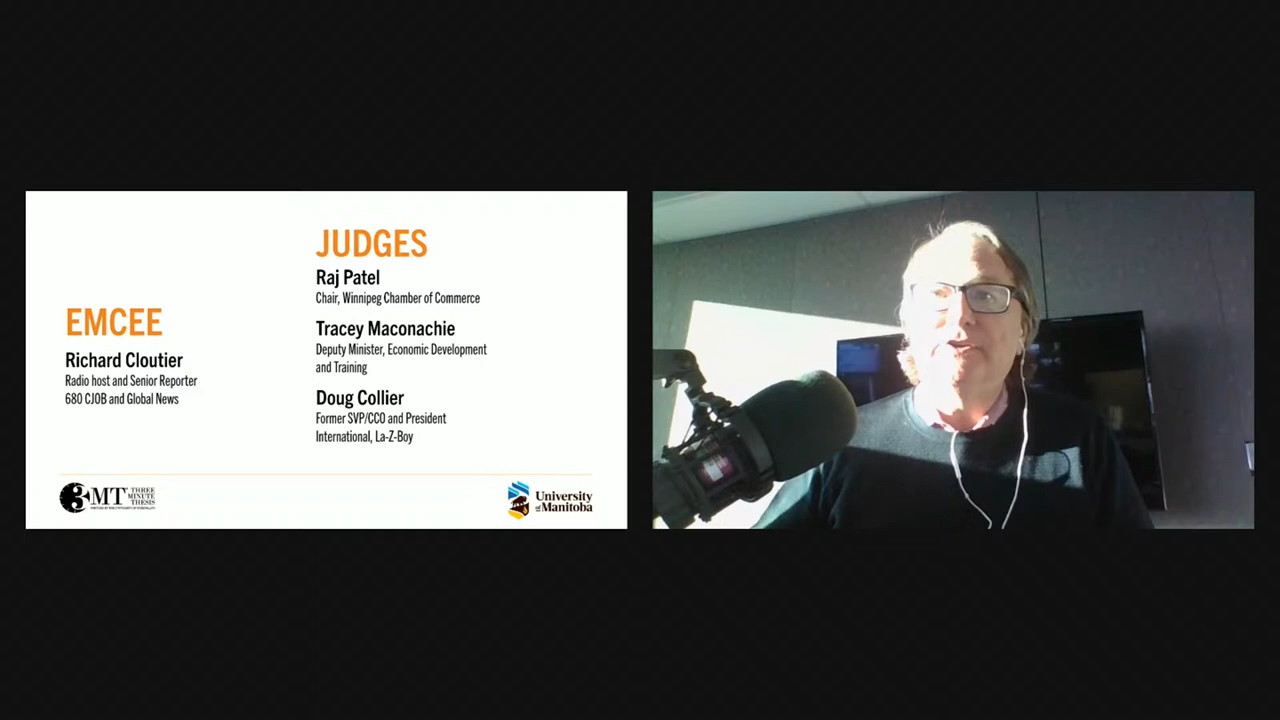 EMCEE
Richard Cloutier
Radio host and Senior Reporter
680 CJOB and Global News
JUDGES
Raj Patel
Chair, Winnipeg Chamber of Commerce
Tracey Maconachie
Deputy Minister, Economic Development
and Training
Doug Collier
Former SVP/CCO and President
International, La-Z-Boy
3MT THREE
MINUTE
THESIS
University
of Manitoba